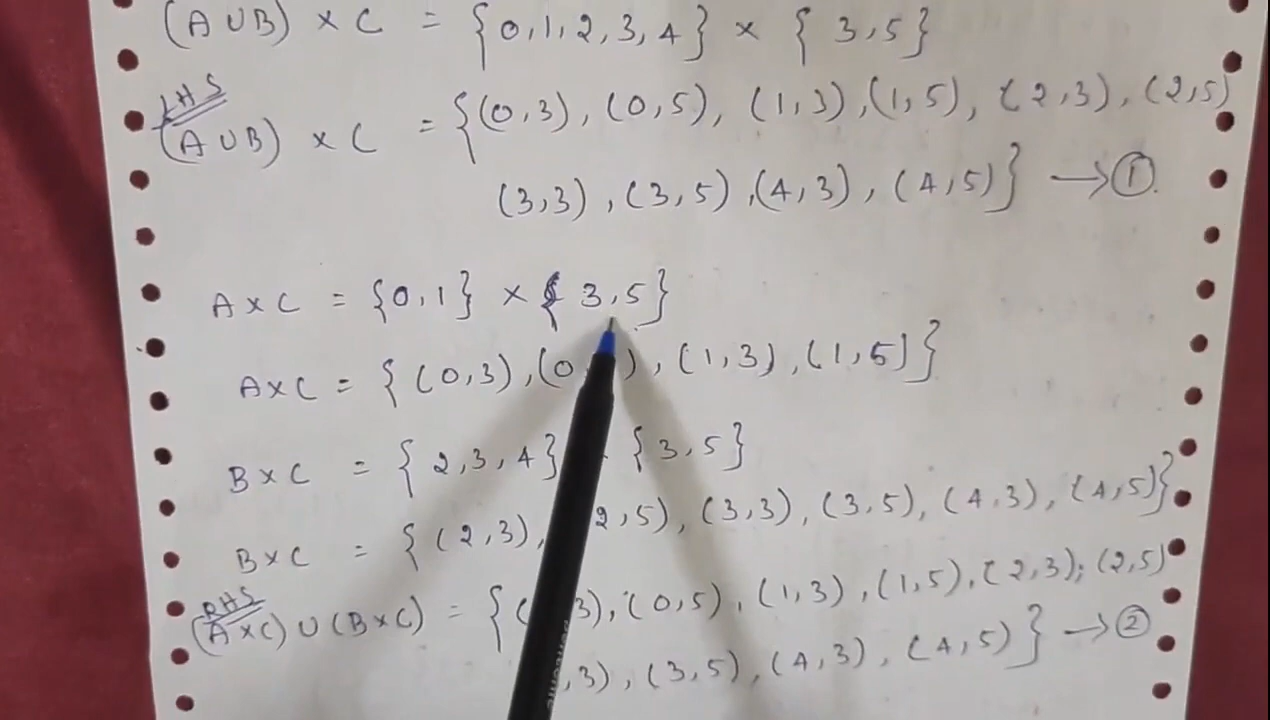 (A∪B) × C = {0,1,2,3,4} × {3,5}
LHS
(A∪B) × C = {(0,3), (0,5), (1,3), (1,5), (2,3), (2,5)
(3,3), (3,5), (4,3), (4,5)} → ①.
A×C = {0,1} × {3,5}
A×C = {(0,3), (0, ), (1,3), (1,5)}
B×C = {2,3,4} {3,5}
B×C = {(2,3), 2,5), (3,3), (3,5), (4,3), (4,5)}
RHS
(A×C) ∪ (B×C) = {( 3), (0,5), (1,3), (1,5), (2,3); (2,5)
,3), (3,5), (4,3), (4,5)} → ②